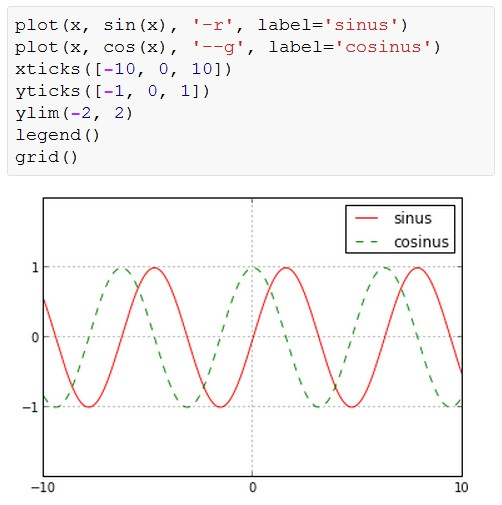 plot(x, sin(x), '-r', label='sinus')
plot(x, cos(x), '--g', label='cosinus')
xticks([-10, 0, 10])
yticks([-1, 0, 1])
ylim(-2, 2)
legend()
grid()
sinus
cosinus
1
0
−1
−10 0 10